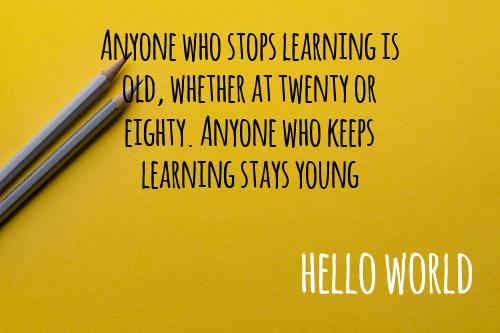 Anyone who stops learning is
old, whether at twenty or
eighty. Anyone who keeps
learning stays young
HELLO WORLD